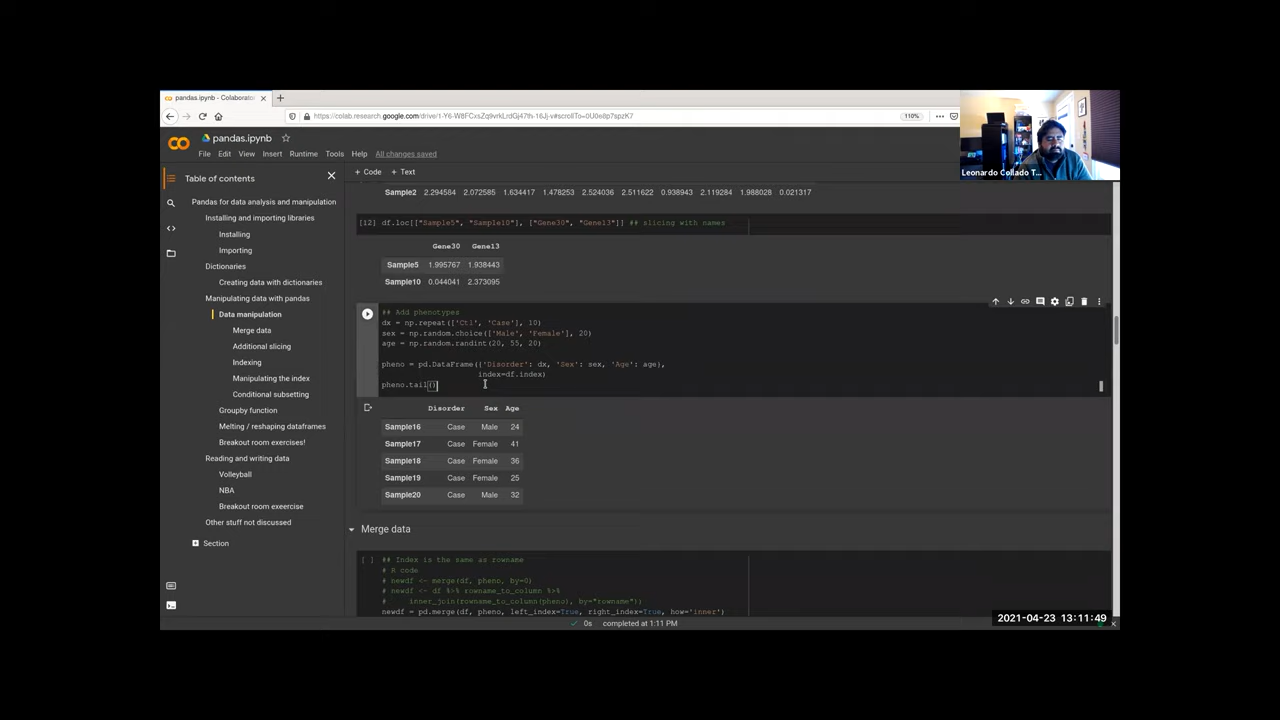 pandas.ipynb - Colaborator
https://colab.research.google.com/drive/
110%
pandas.ipynb
File Edit View Insert Runtime Tools Help All changes saved
Leonardo Collado T...
Table of contents
+ Code + Text
Pandas for data analysis and manipulation
Installing and importing libraries
Installing
Importing
Dictionaries
Creating data with dictionaries
Manipulating data with pandas
Data manipulation
Merge data
Additional slicing
Indexing
Manipulating the index
Conditional subsetting
Groupby function
Melting / reshaping dataframes
Breakout room exercises!
Reading and writing data
Volleyball
NBA
Breakout room exeercise
Other stuff not discussed
Section
Sample2 2.294584 2.072585 1.634417 1.478253 2.524036 2.511622 0.938943 2.119284 1.988028 0.021317
[12] df.loc[["Sample5", "Sample10"], ["Gene30", "Gene13"]] ## slicing with names
Gene30 Gene13
Sample5 1.995767 1.938443
Sample10 0.044041 2.373095
## Add phenotypes
dx = np.repeat(['Ctl', 'Case'], 10)
sex = np.random.choice(['Male', 'Female'], 20)
age = np.random.randint(20, 55, 20)
pheno = pd.DataFrame({'Disorder': dx, 'Sex': sex, 'Age': age},
index=df.index)
pheno.tail()
Disorder Sex Age
Sample16 Case Male 24
Sample17 Case Female 41
Sample18 Case Female 36
Sample19 Case Female 25
Sample20 Case Male 32
Merge data
[ ] ## Index is the same as rowname
# R code
# newdf <- merge(df, pheno, by=0)
# newdf <- df %>% rowname_to_column %>%
# inner_join(rowname_to_column(pheno), by="rowname"))
newdf = pd.merge(df, pheno, left_index=True, right_index=True, how='inner')
0s completed at 1:11 PM
2021-04-23 13:11:49